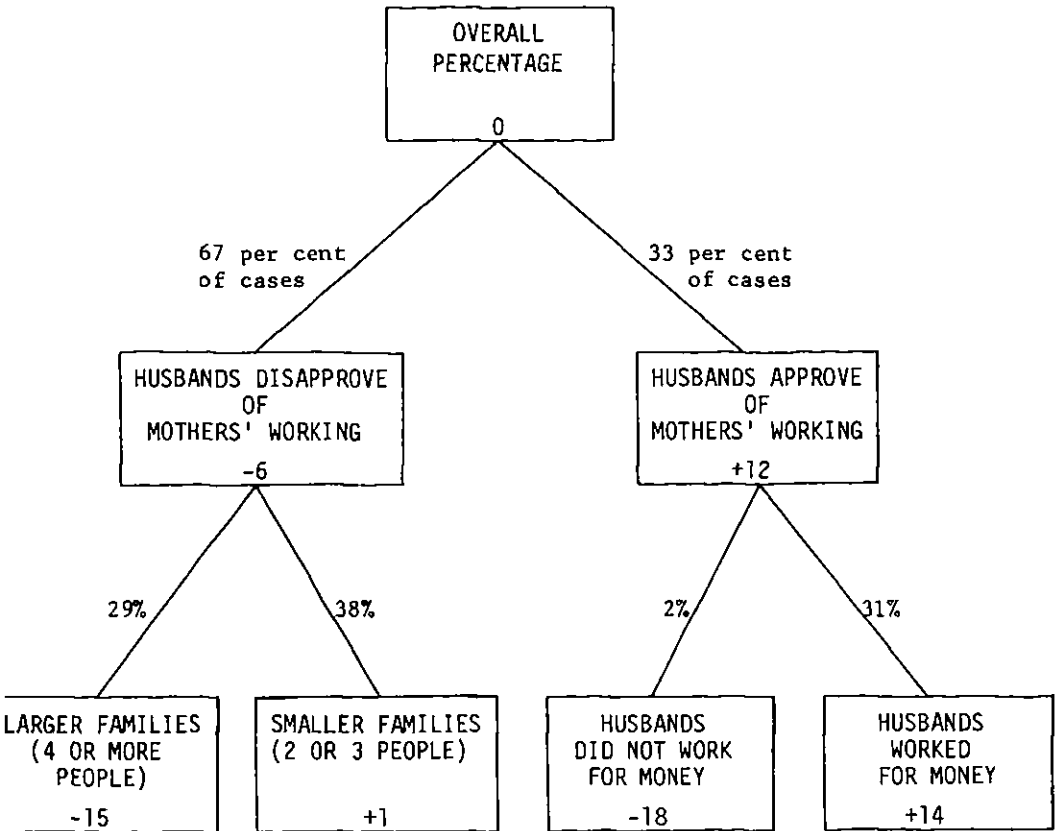 OVERALL
PERCENTAGE
0
67 per cent
of cases
33 per cent
of cases
HUSBANDS DISAPPROVE
OF
MOTHERS' WORKING
-6
HUSBANDS APPROVE
OF
MOTHERS' WORKING
+12
29%
38%
2%
31%
LARGER FAMILIES
(4 OR MORE
PEOPLE)
-15
SMALLER FAMILIES
(2 OR 3 PEOPLE)
+1
HUSBANDS
DID NOT WORK
FOR MONEY
-18
HUSBANDS
WORKED
FOR MONEY
+14